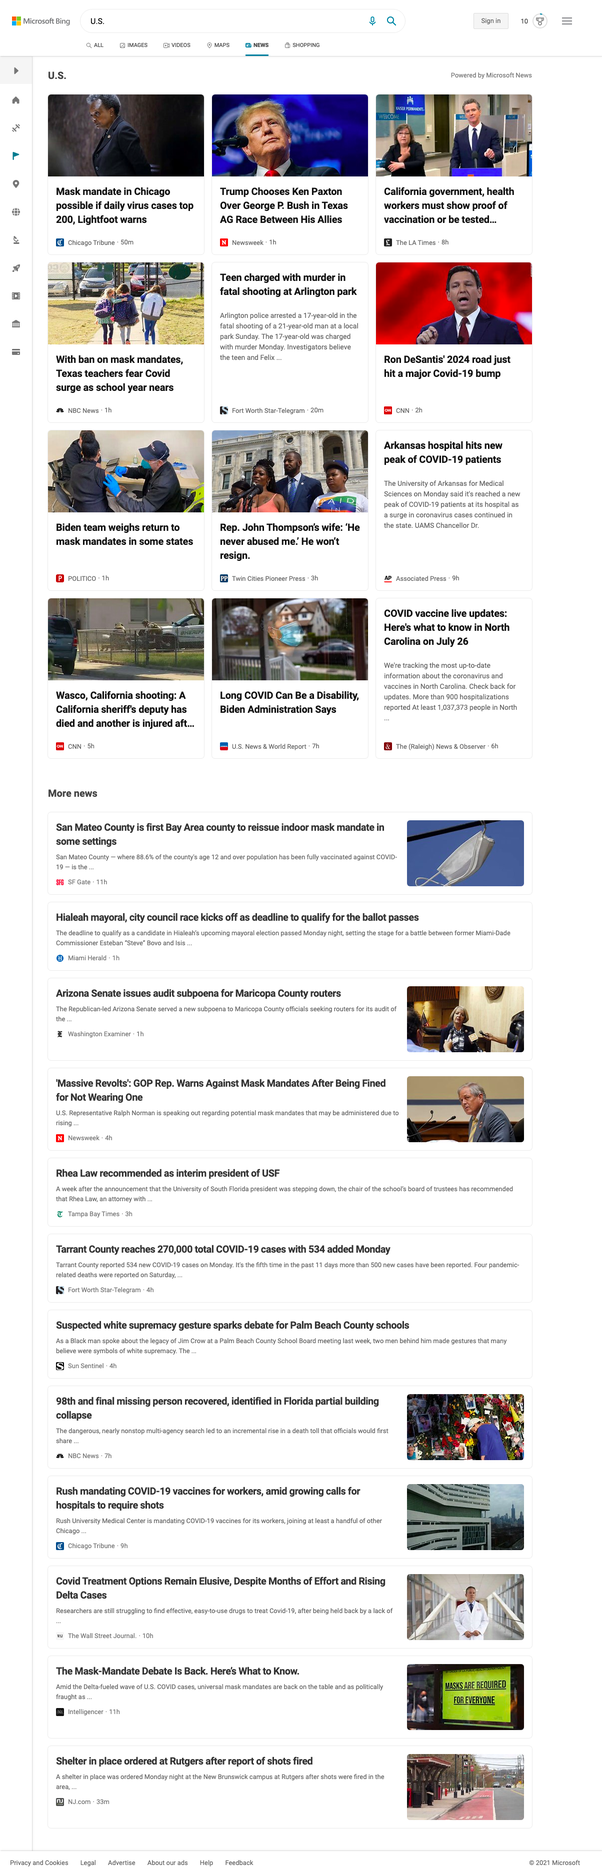 Microsoft Bing
U.S.
Sign in
10
ALL
IMAGES
VIDEOS
MAPS
NEWS
SHOPPING
U.S.
Powered by Microsoft News
Mask mandate in Chicago
possible if daily virus cases top
200, Lightfoot warns
Chicago Tribune · 50m
Trump Chooses Ken Paxton
Over George P. Bush in Texas
AG Race Between His Allies
Newsweek · 1h
California government, health
workers must show proof of
vaccination or be tested...
The LA Times · 8h
With ban on mask mandates,
Texas teachers fear Covid
surge as school year nears
NBC News · 1h
Teen charged with murder in
fatal shooting at Arlington park
Arlington police arrested a 17-year-old in the
fatal shooting of a 21-year-old man at a local
park Sunday. The 17-year-old was charged
with murder Monday. Investigators believe
the teen and Felix ...
Fort Worth Star-Telegram · 20m
Ron DeSantis' 2024 road just
hit a major Covid-19 bump
CNN · 2h
Biden team weighs return to
mask mandates in some states
POLITICO · 1h
Rep. John Thompson's wife: 'He
never abused me.' He won't
resign.
Twin Cities Pioneer Press · 3h
Arkansas hospital hits new
peak of COVID-19 patients
The University of Arkansas for Medical
Sciences on Monday said it's reached a new
peak of COVID-19 patients at its hospital as
a surge in coronavirus cases continued in
the state. UAMS Chancellor Dr.
Associated Press · 9h
Wasco, California shooting: A
California sheriff's deputy has
died and another is injured aft...
CNN · 5h
Long COVID Can Be a Disability,
Biden Administration Says
U.S. News & World Report · 7h
COVID vaccine live updates:
Here's what to know in North
Carolina on July 26
We're tracking the most up-to-date
information about the coronavirus and
vaccines in North Carolina. Check back for
updates. More than 900 hospitalizations
reported At least 1,037,373 people in North
...
The (Raleigh) News & Observer · 6h
More news
San Mateo County is first Bay Area county to reissue indoor mask mandate in
some settings
San Mateo County — where 88.6% of the county's age 12 and over population has been fully vaccinated against COVID-
19 — is the ...
SF Gate · 11h
Hialeah mayoral, city council race kicks off as deadline to qualify for the ballot passes
The deadline to qualify as a candidate in Hialeah's upcoming mayoral election passed Monday night, setting the stage for a battle between former Miami-Dade
Commissioner Esteban "Steve" Bovo and Isis ...
Miami Herald · 1h
Arizona Senate issues audit subpoena for Maricopa County routers
The Republican-led Arizona Senate served a new subpoena to Maricopa County officials seeking routers for its audit of
the ...
Washington Examiner · 1h
'Massive Revolts': GOP Rep. Warns Against Mask Mandates After Being Fined
for Not Wearing One
U.S. Representative Ralph Norman is speaking out regarding potential mask mandates that may be administered due to
rising ...
Newsweek · 4h
Rhea Law recommended as interim president of USF
A week after the announcement that the University of South Florida president was stepping down, the chair of the school's board of trustees has recommended
that Rhea Law, an attorney with ...
Tampa Bay Times · 3h
Tarrant County reaches 270,000 total COVID-19 cases with 534 added Monday
Tarrant County reported 534 new COVID-19 cases on Monday. It's the fifth time in the past 11 days more than 500 new cases have been reported. Four pandemic-
related deaths were reported on Saturday, ...
Fort Worth Star-Telegram · 4h
Suspected white supremacy gesture sparks debate for Palm Beach County schools
As a Black man spoke about the legacy of Jim Crow at a Palm Beach County School Board meeting last week, two men behind him made gestures that many
believe were symbols of white supremacy. The ...
Sun Sentinel · 4h
98th and final missing person recovered, identified in Florida partial building
collapse
The dangerous, nearly nonstop multi-agency search led to an incremental rise in a death toll that officials would first
share ...
NBC News · 7h
Rush mandating COVID-19 vaccines for workers, amid growing calls for
hospitals to require shots
Rush University Medical Center is mandating COVID-19 vaccines for its workers, joining at least a handful of other
Chicago ...
Chicago Tribune · 9h
Covid Treatment Options Remain Elusive, Despite Months of Effort and Rising
Delta Cases
Researchers are still struggling to find effective, easy-to-use drugs to treat Covid-19, after being held back by a lack of
...
The Wall Street Journal. · 10h
The Mask-Mandate Debate Is Back. Here's What to Know.
Amid the Delta-fueled wave of U.S. COVID cases, universal mask mandates are back on the table and as politically
fraught as ...
Intelligencer · 11h
MASKS ARE REQUIRED
FOR EVERYONE
Shelter in place ordered at Rutgers after report of shots fired
A shelter in place was ordered Monday night at the New Brunswick campus at Rutgers after shots were fired in the
area, ...
NJ.com · 33m
Privacy and Cookies
Legal
Advertise
About our ads
Help
Feedback
© 2021 Microsoft